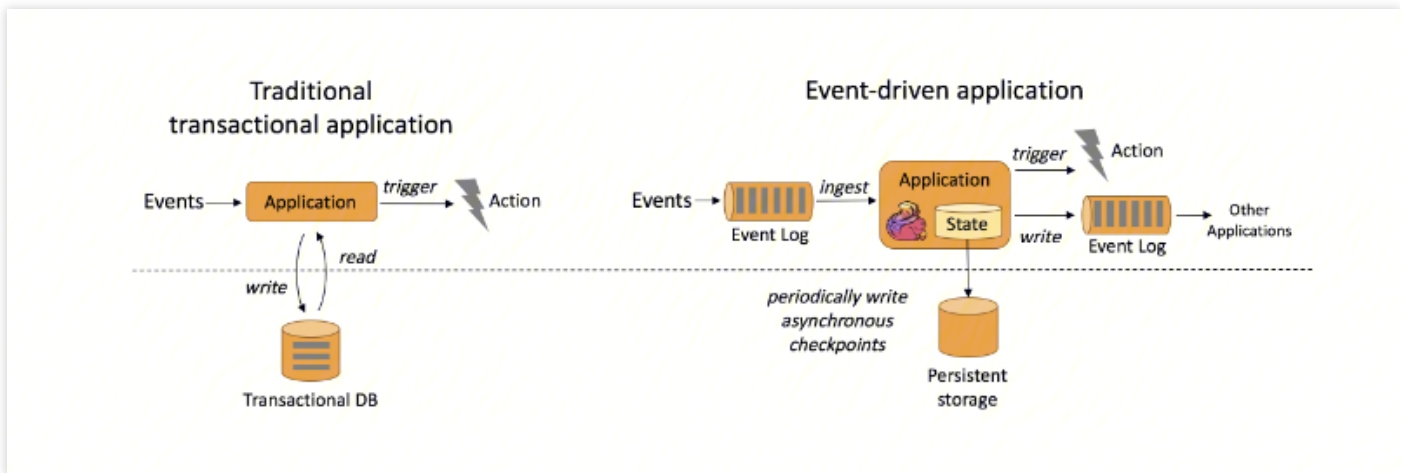 Traditional
transactional application
Events
Application
trigger
Action
read
write
Transactional DB
Event-driven application
Events
Event Log
ingest
Application
State
trigger
Action
write
Event Log
Other
Applications
periodically write
asynchronous
checkpoints
Persistent
storage